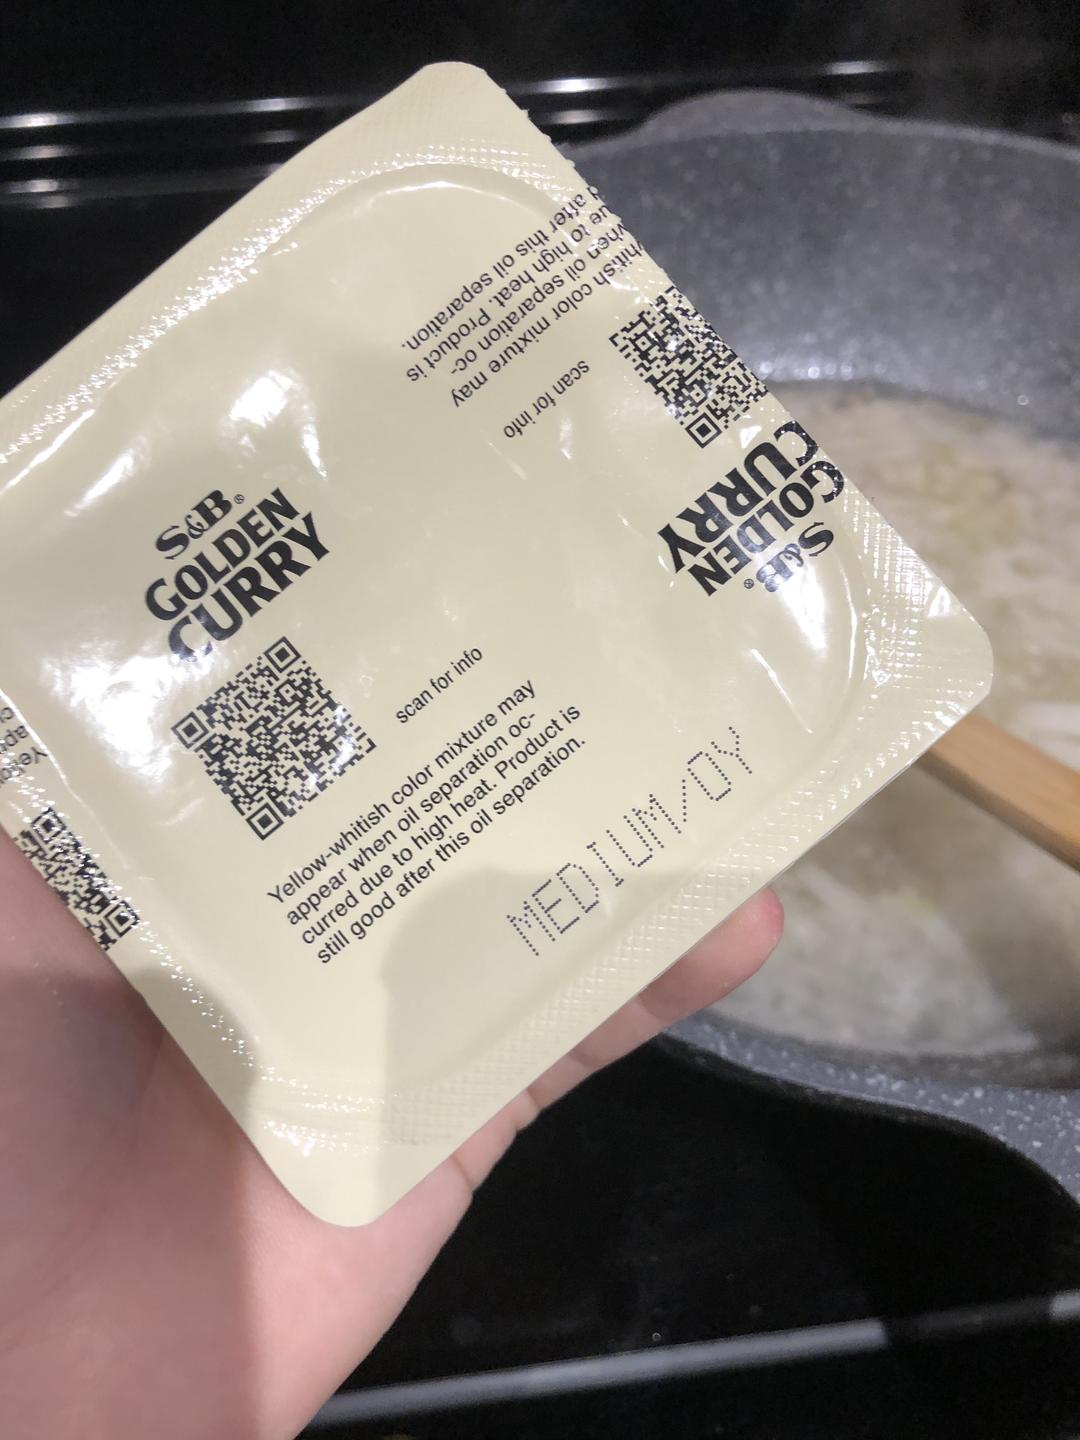 S&B®
GOLDEN
CURRY
scan for info
Yellow-whitish color mixture may
appear when oil separation oc-
curred due to high heat. Product is
still good after this oil separation.
MEDIUM/OY
S&B®
GOLDEN
CURRY
scan for info
whitish color mixture may
when oil separation oc-
due to high heat. Product is
after this oil separation.